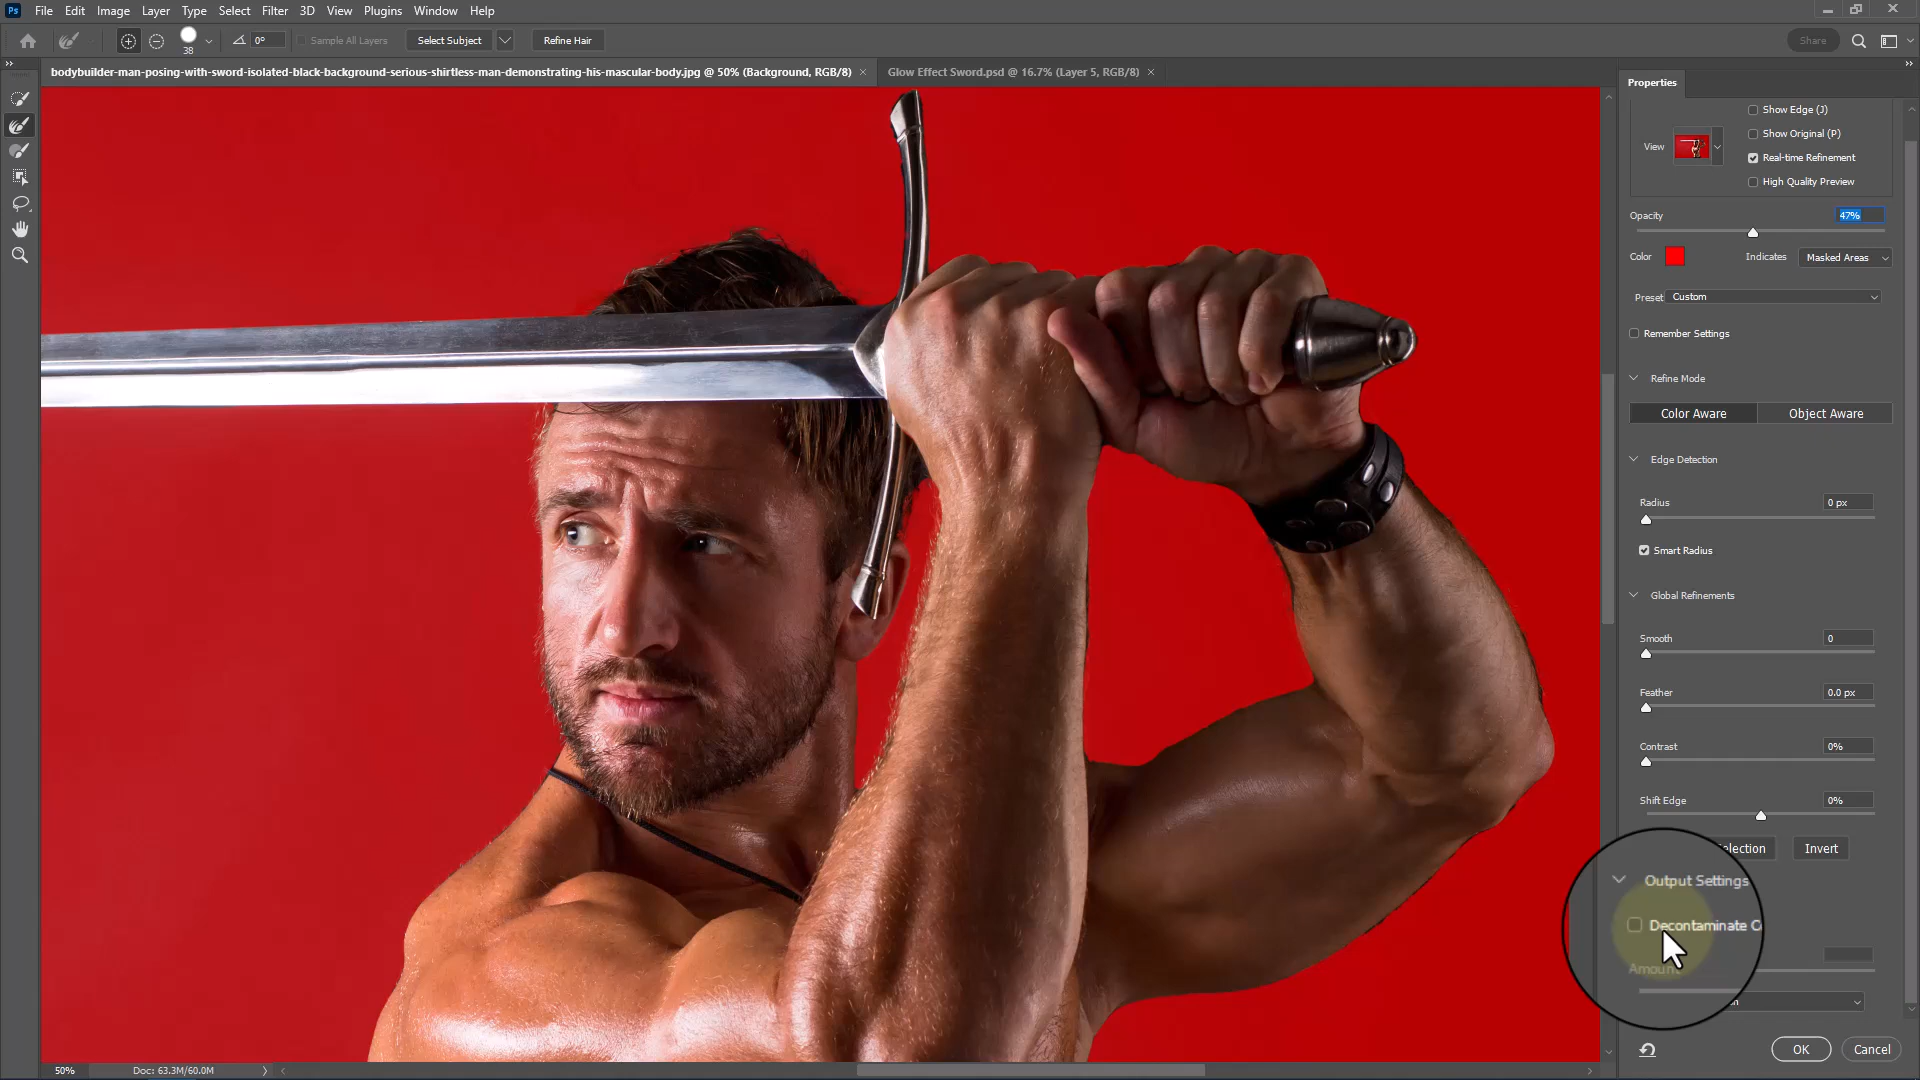 Ps File Edit Image Layer Type Select Filter 3D View Plugins Window Help
38 0° Sample All Layers Select Subject Refine Hair Share
bodybuilder-man-posing-with-sword-isolated-black-background-serious-shirtless-man-demonstrating-his-mascular-body.jpg @ 50% (Background, RGB/8) × Glow Effect Sword.psd @ 16.7% (Layer 5, RGB/8) ×
Properties
Show Edge (J)
Show Original (P)
View
Real-time Refinement
High Quality Preview
Opacity 47%
Color Indicates Masked Areas
Preset Custom
Remember Settings
Refine Mode
Color Aware Object Aware
Edge Detection
Radius 0 px
Smart Radius
Global Refinements
Smooth 0
Feather 0.0 px
Contrast 0%
Shift Edge 0%
Invert
Output Settings
Decontaminate
Amount
OK Cancel
50% Doc: 63.3M/60.0M